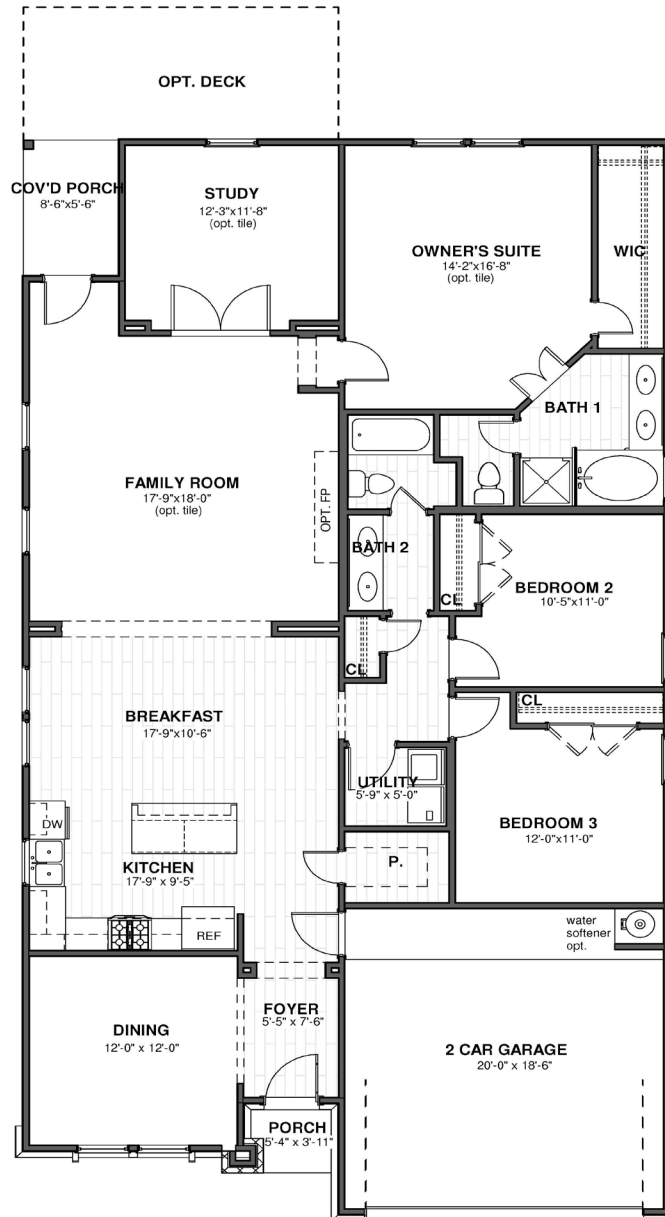 OPT. DECK
COV'D PORCH
8'-6"x5'-6"
STUDY
12'-3"x11'-8"
(opt. tile)
OWNER'S SUITE
14'-2"x16'-8"
(opt. tile)
WIC
BATH 1
FAMILY ROOM
17'-9"x18'-0"
(opt. tile)
OPT. FP
BATH 2
CL
BEDROOM 2
10'-5"x11'-0"
CL
CL
BREAKFAST
17'-9"x10'-6"
UTILITY
5'-9" x 5'-0"
BEDROOM 3
12'-0"x11'-0"
DW
KITCHEN
17'-9" x 9'-5"
P.
REF
water
softener
opt.
FOYER
5'-5" x 7'-6"
DINING
12'-0" x 12'-0"
2 CAR GARAGE
20'-0" x 18'-6"
PORCH
5'-4" x 3'-11"